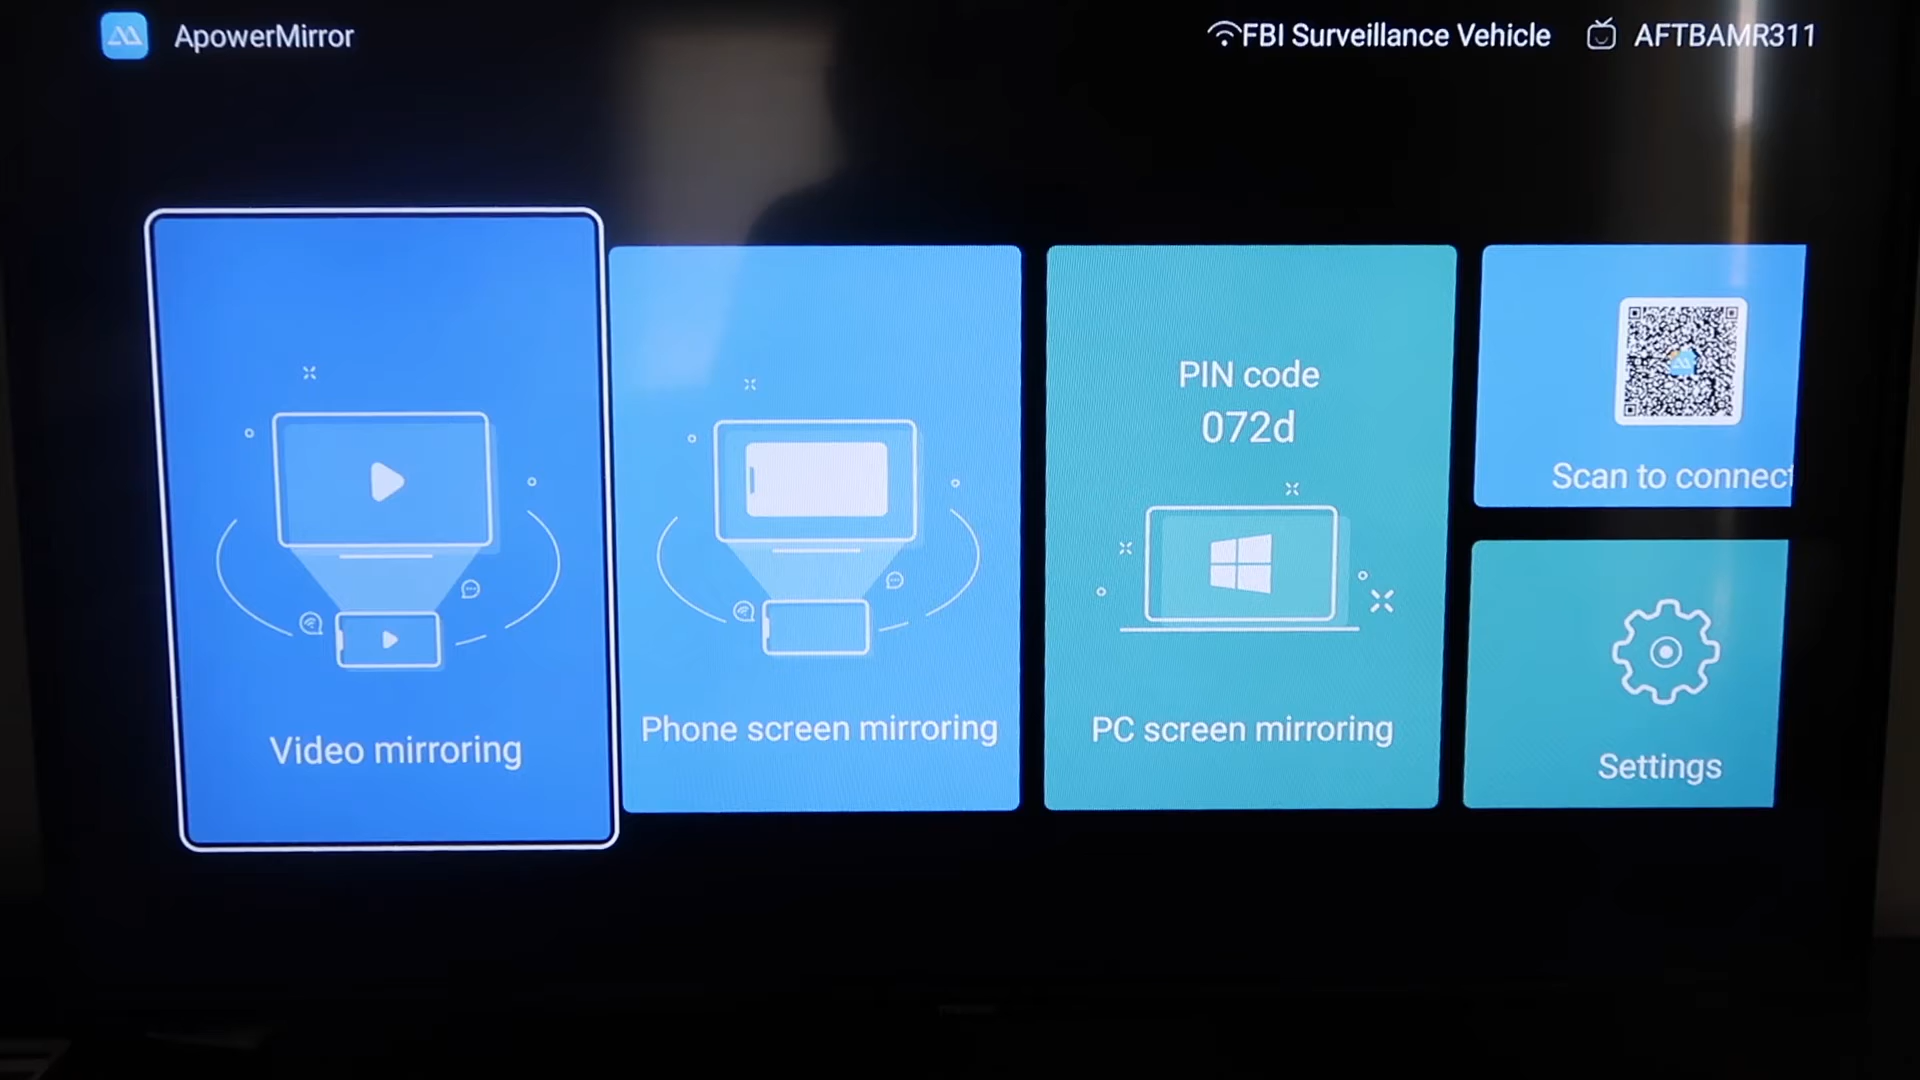 ApowerMirror
FBI Surveillance Vehicle
AFTBAMR311
Video mirroring
Phone screen mirroring
PIN code
072d
PC screen mirroring
Scan to connect
Settings